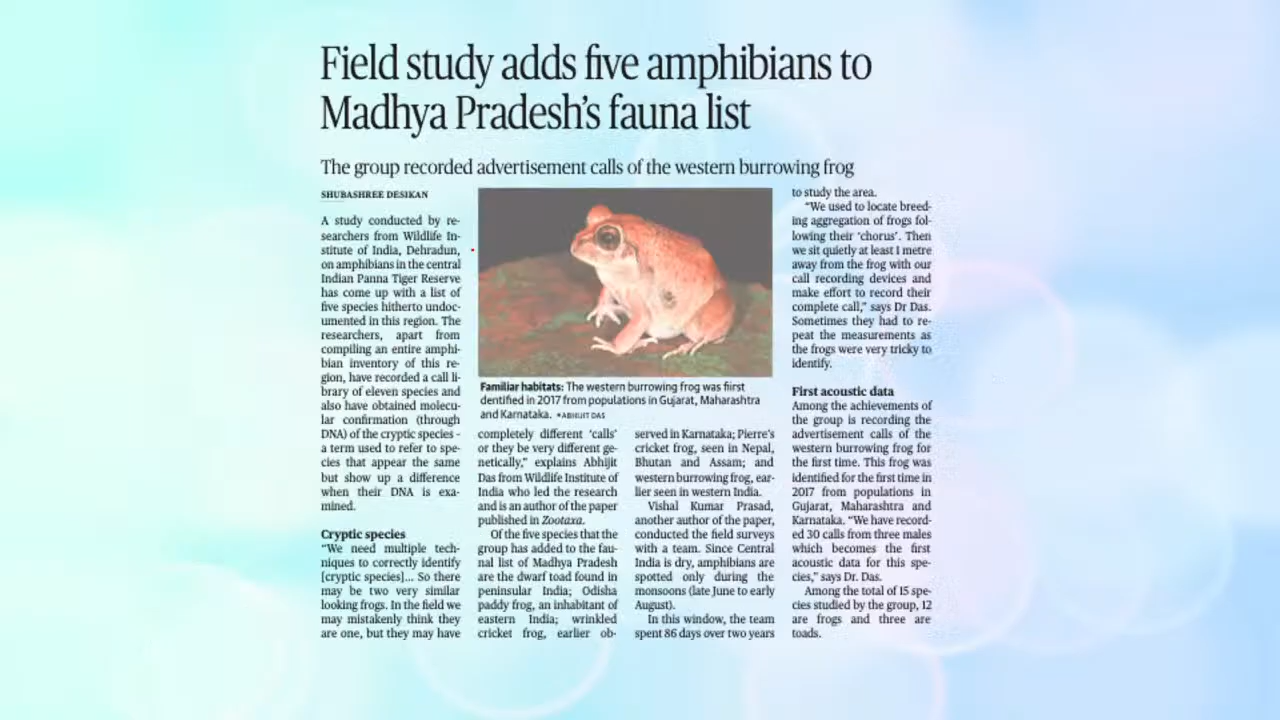 Field study adds five amphibians to
Madhya Pradesh's fauna list
The group recorded advertisement calls of the western burrowing frog
SHUBASHREE DESIKAN
A study conducted by re-
searchers from Wildlife In-
stitute of India, Dehradun,
on amphibians in the central
Indian Panna Tiger Reserve
has come up with a list of
five species hitherto undoc-
umented in this region. The
researchers, apart from
compiling an entire amphi-
bian inventory of this re-
gion, have recorded a call li-
brary of eleven species and
also have obtained molecu-
lar confirmation (through
DNA) of the cryptic species -
a term used to refer to spe-
cies that appear the same
but show up a difference
when their DNA is exa-
mined.
Cryptic species
“We need multiple tech-
niques to correctly identify
[cryptic species]... So there
may be two very similar
looking frogs. In the field we
may mistakenly think they
are one, but they may have
Familiar habitats: The western burrowing frog was fiirst
dentified in 2017 from populations in Gujarat, Maharashtra
and Karnataka. •ABHIJIT DAS
completely different ‘calls’
or they be very different ge-
netically,” explains Abhijit
Das from Wildlife Institute of
India who led the research
and is an author of the paper
published in Zootaxa.
Of the five species that the
group has added to the fau-
nal list of Madhya Pradesh
are the dwarf toad found in
peninsular India; Odisha
paddy frog, an inhabitant of
eastern India; wrinkled
cricket frog, earlier ob-
served in Karnataka; Pierre's
cricket frog, seen in Nepal,
Bhutan and Assam; and
western burrowing frog, ear-
lier seen in western India.
Vishal Kumar Prasad,
another author of the paper,
conducted the field surveys
with a team. Since Central
India is dry, amphibians are
spotted only during the
monsoons (late June to early
August).
In this window, the team
spent 86 days over two years
to study the area.
“We used to locate breed-
ing aggregation of frogs fol-
lowing their ‘chorus’. Then
we sit quietly at least 1 metre
away from the frog with our
call recording devices and
make effort to record their
complete call,” says Dr Das.
Sometimes they had to re-
peat the measurements as
the frogs were very tricky to
identify.
First acoustic data
Among the achievements of
the group is recording the
advertisement calls of the
western burrowing frog for
the first time. This frog was
identified for the first time in
2017 from populations in
Gujarat, Maharashtra and
Karnataka. “We have record-
ed 30 calls from three males
which becomes the first
acoustic data for this spe-
cies,” says Dr. Das.
Among the total of 15 spe-
cies studied by the group, 12
are frogs and three are
toads.